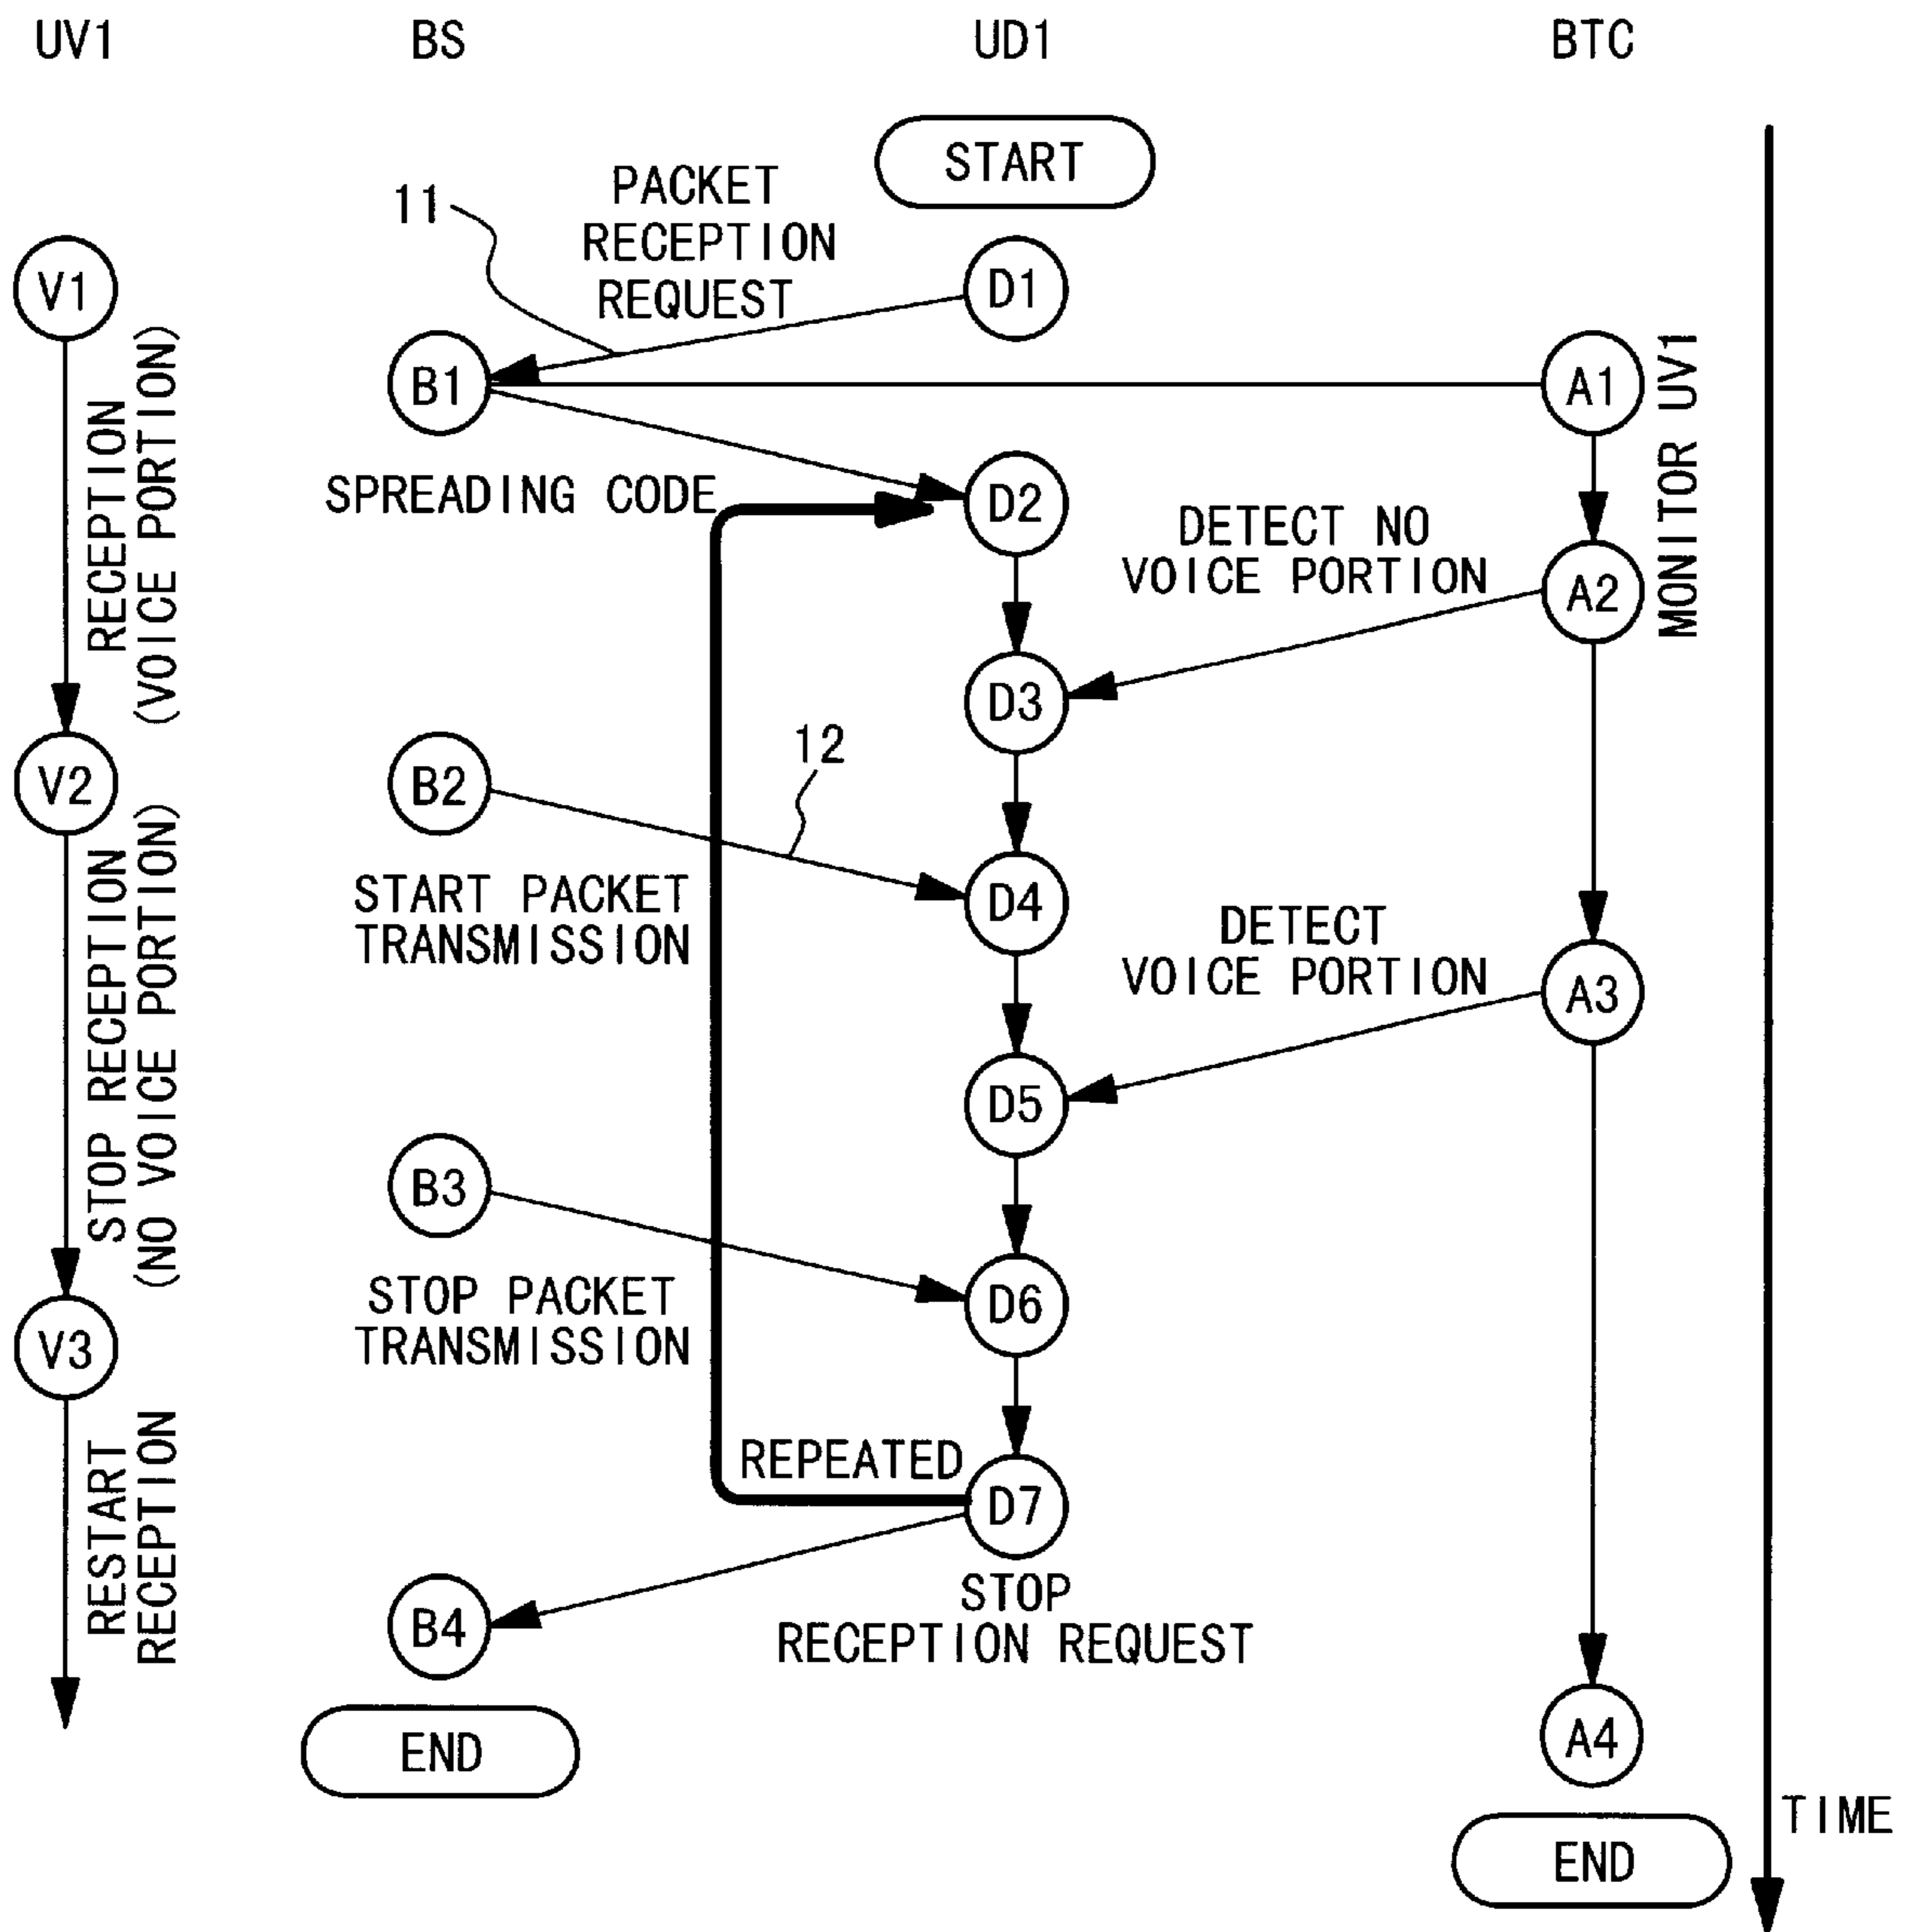 UV1
BS
UD1
BTC
START
PACKET
RECEPTION
REQUEST
11
V1
D1
B1
A1
RECEPTION
(VOICE PORTION)
MONITOR UV1
SPREADING CODE
D2
DETECT NO
VOICE PORTION
A2
D3
12
V2
B2
STOP RECEPTION
(NO VOICE PORTION)
START PACKET
TRANSMISSION
D4
DETECT
VOICE PORTION
A3
D5
B3
STOP PACKET
TRANSMISSION
D6
V3
RESTART
RECEPTION
REPEATED
D7
STOP
RECEPTION REQUEST
B4
END
A4
TIME
END